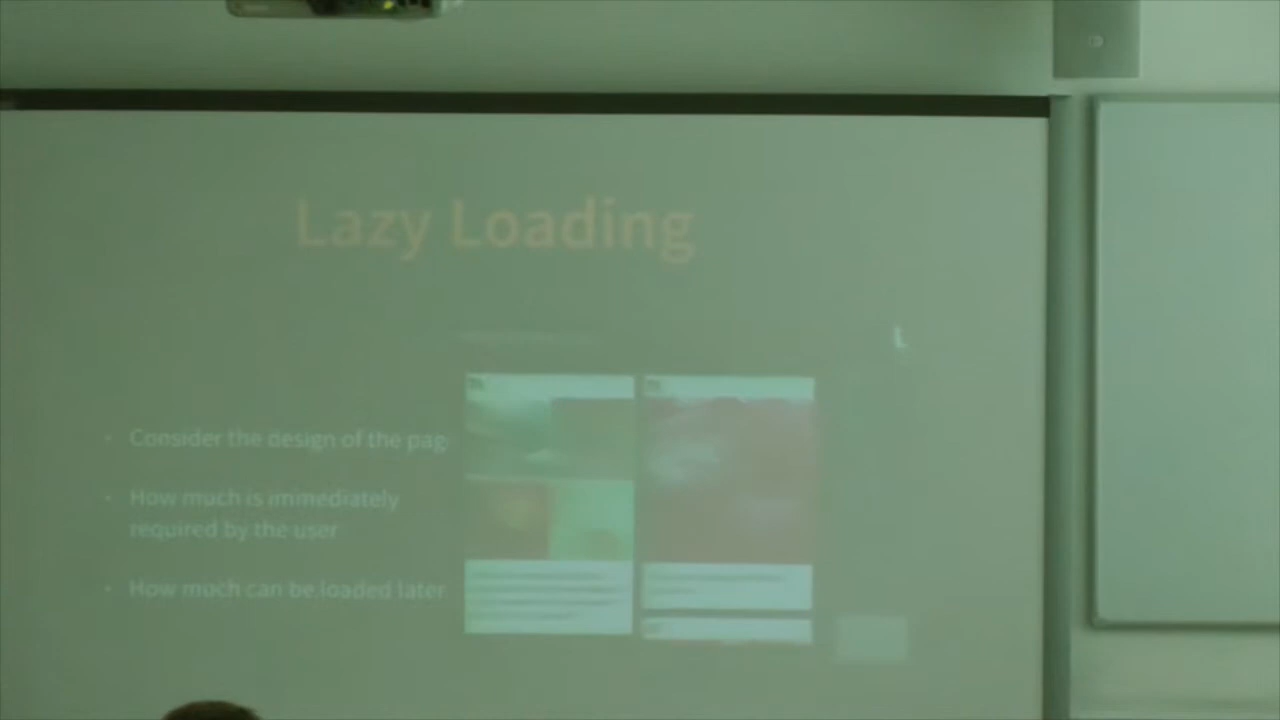 Lazy Loading
• Consider the design of the pag
• How much is immediately
required by the user
• How much can be loaded later